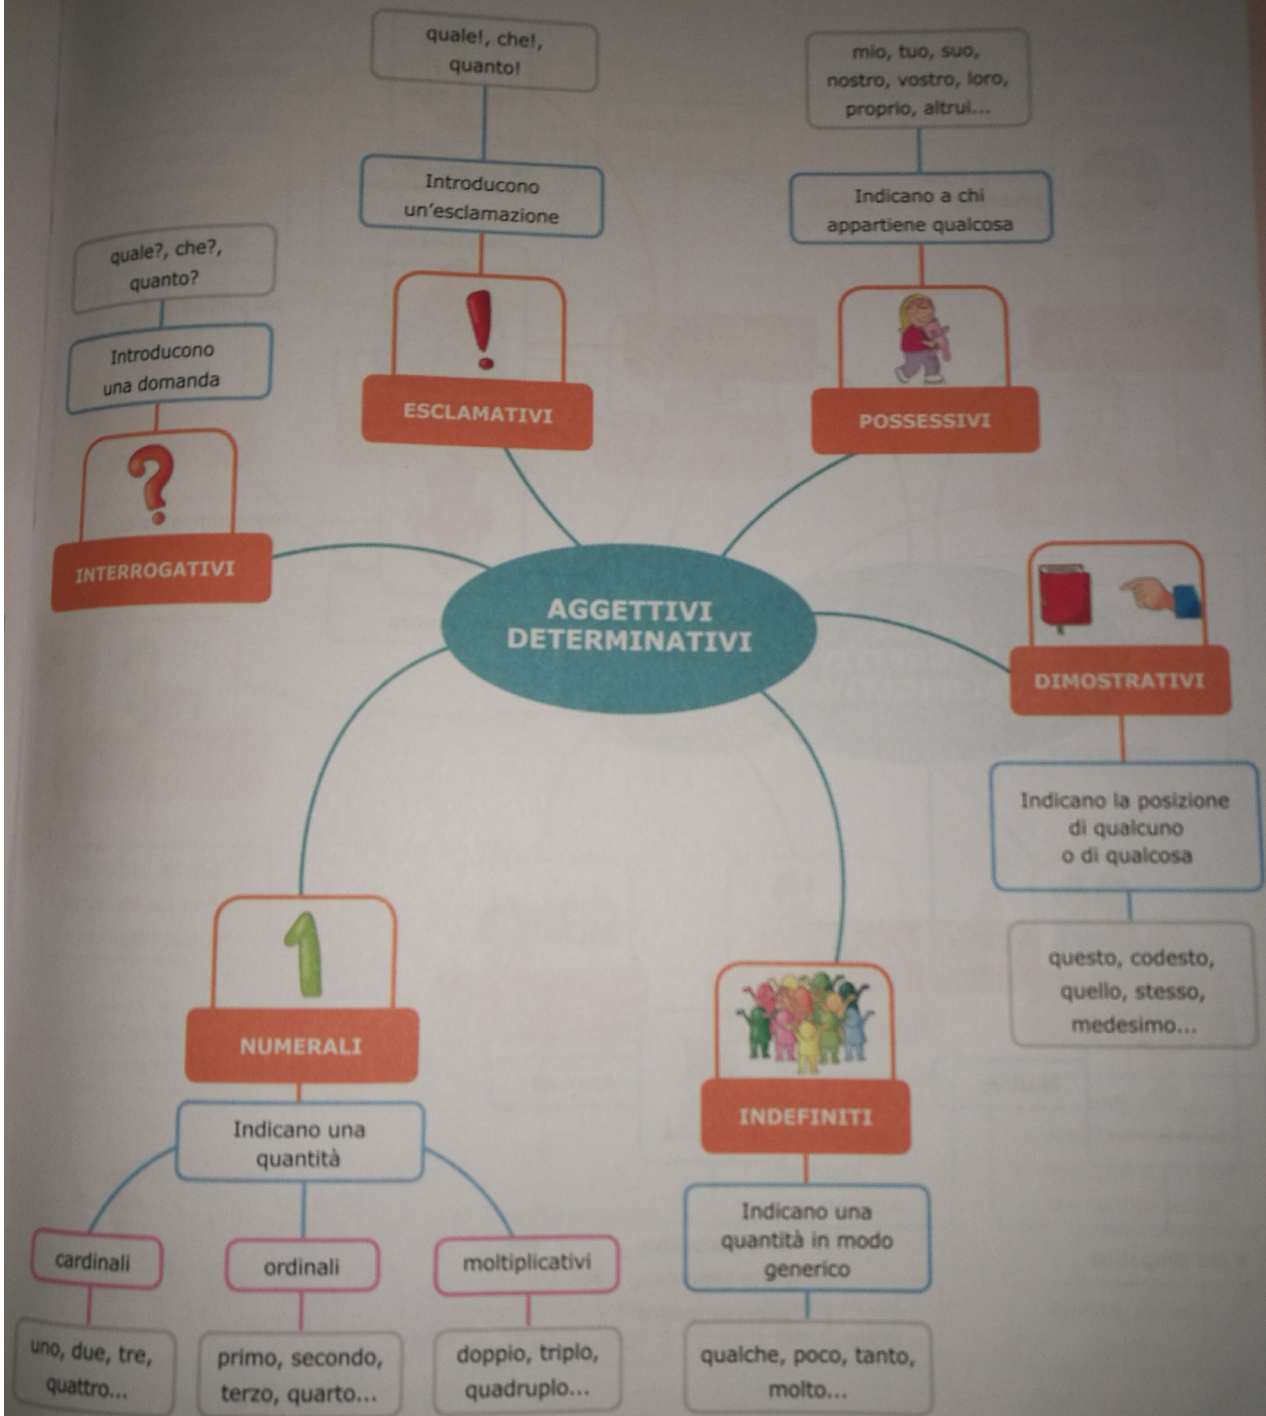 quale!, che!,
quanto!
Introducono
un'esclamazione
ESCLAMATIVI
mio, tuo, suo,
nostro, vostro, loro,
proprio, altrui...
Indicano a chi
appartiene qualcosa
POSSESSIVI
quale?, che?,
quanto?
Introducono
una domanda
INTERROGATIVI
AGGETTIVI
DETERMINATIVI
DIMOSTRATIVI
Indicano la posizione
di qualcuno
o di qualcosa
questo, codesto,
quello, stesso,
medesimo...
1
NUMERALI
Indicano una
quantità
cardinali
uno, due, tre,
quattro...
ordinali
primo, secondo,
terzo, quarto...
moltiplicativi
doppio, triplo,
quadruplo...
INDEFINITI
Indicano una
quantità in modo
generico
qualche, poco, tanto,
molto...